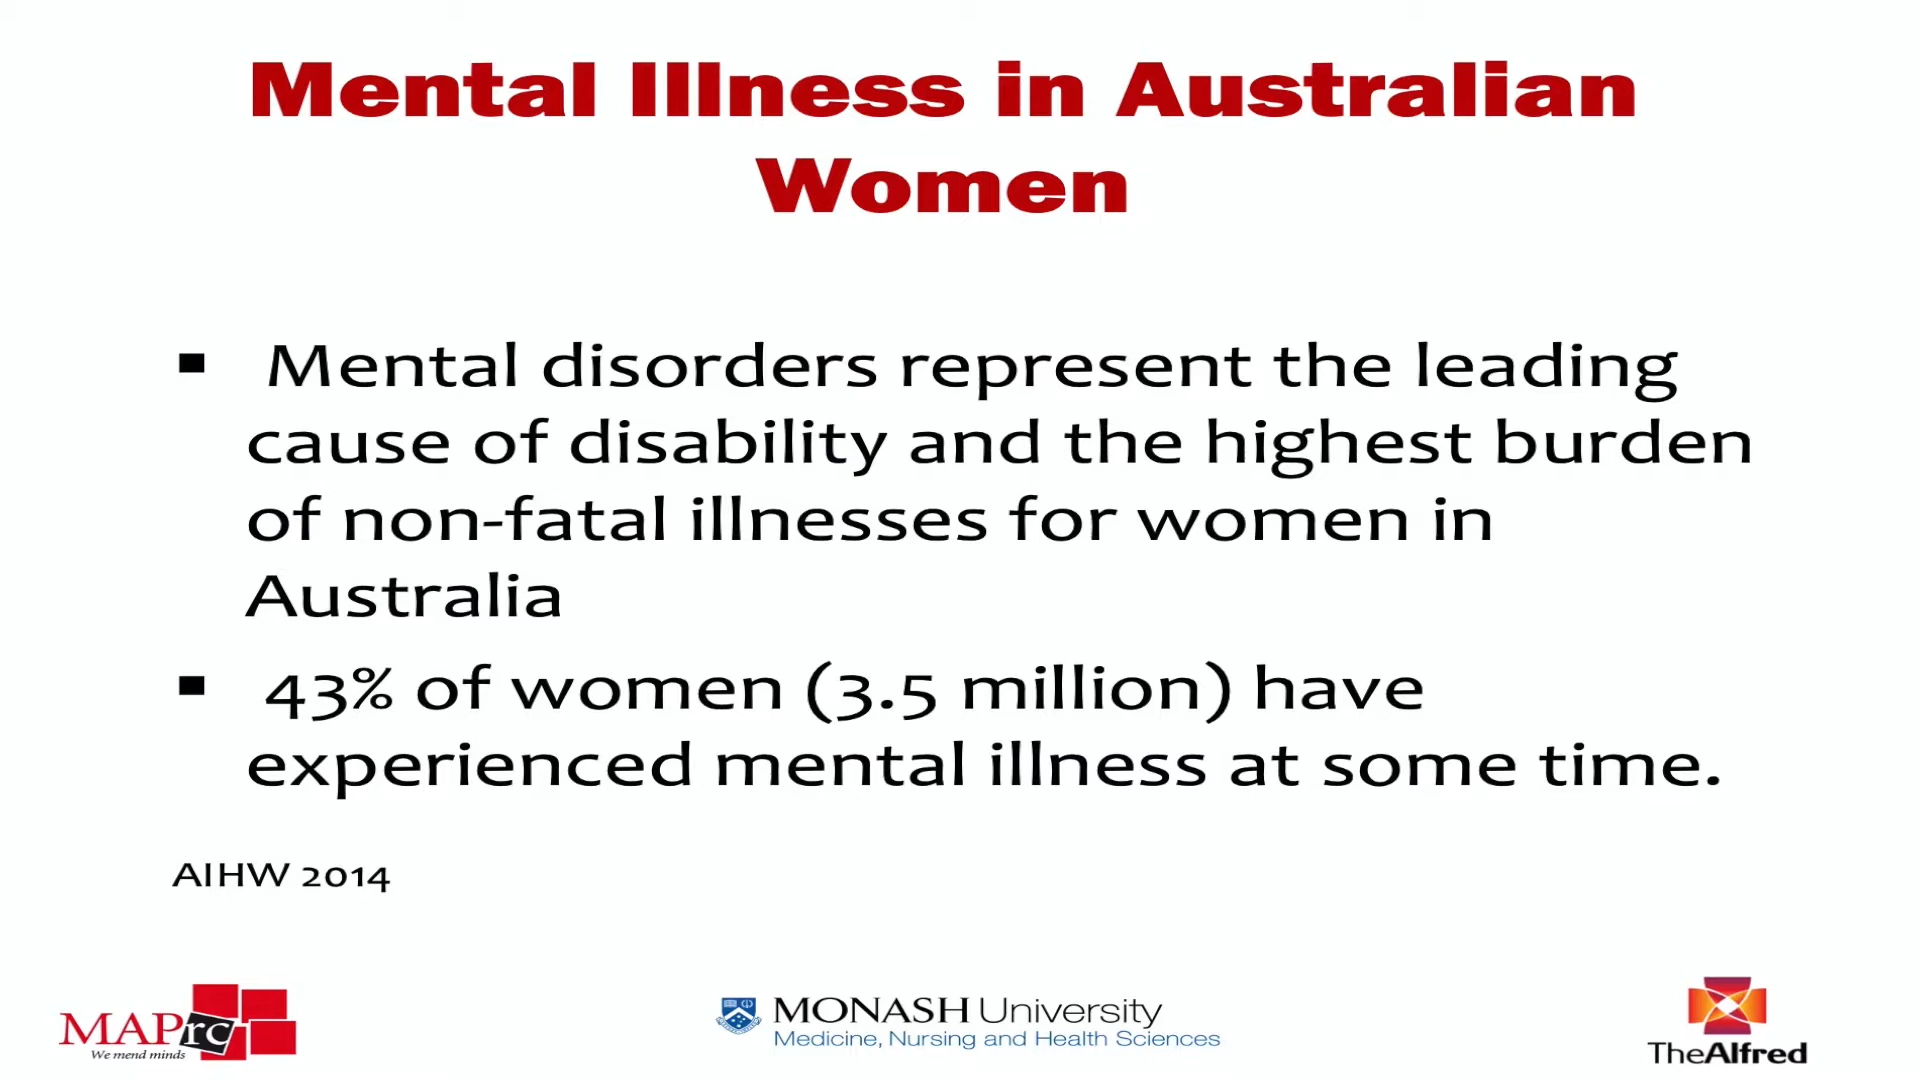 Mental Illness in Australian
Women
▪ Mental disorders represent the leading
cause of disability and the highest burden
of non-fatal illnesses for women in
Australia
▪ 43% of women (3.5 million) have
experienced mental illness at some time.
AIHW 2014
MAPrc
We mend minds
MONASH University
Medicine, Nursing and Health Sciences
TheAlfred